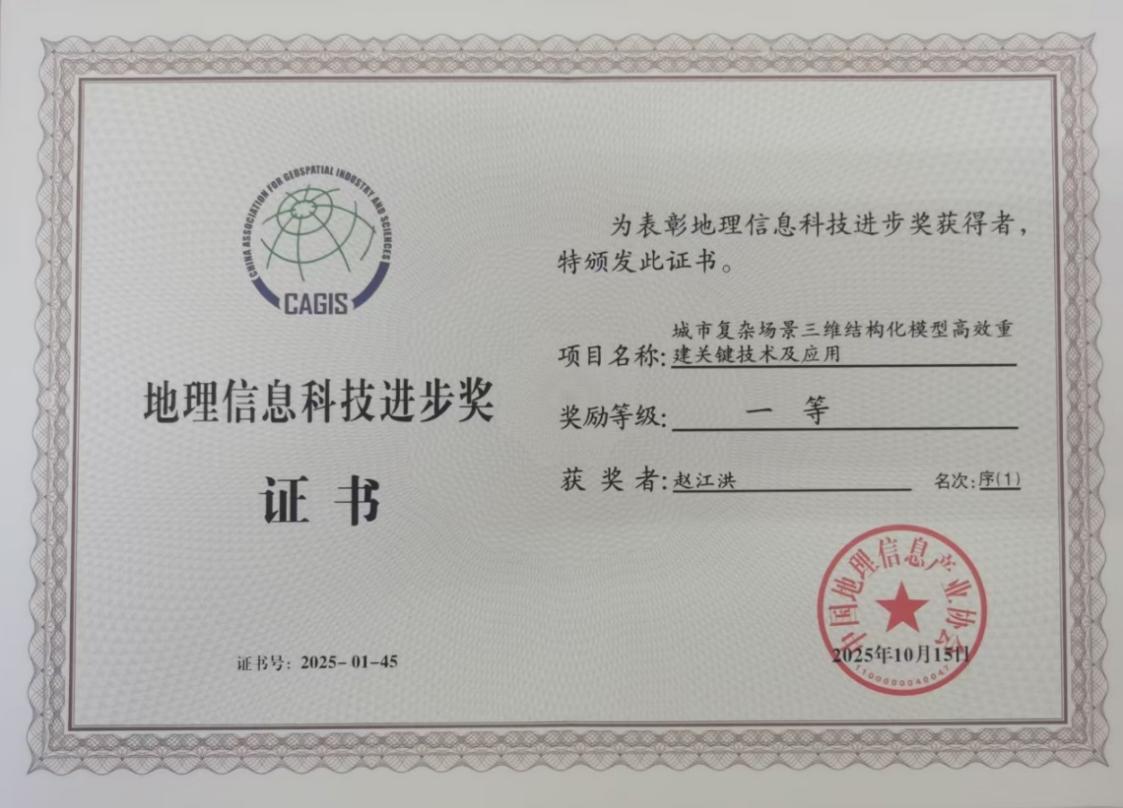 CHINA ASSOCIATION FOR GEOSPATIAL INDUSTRY AND SCIENCES
CAGIS
地理信息科技进步奖
证书
证书号：2025-01-45
为表彰地理信息科技进步奖获得者，
特颁发此证书。
项目名称:城市复杂场景三维结构化模型高效重
建关键技术及应用
奖励等级:一 等
获奖者:赵江洪 名次:序(1)
中国地理信息产业协会
2025年10月15日
1100000040047